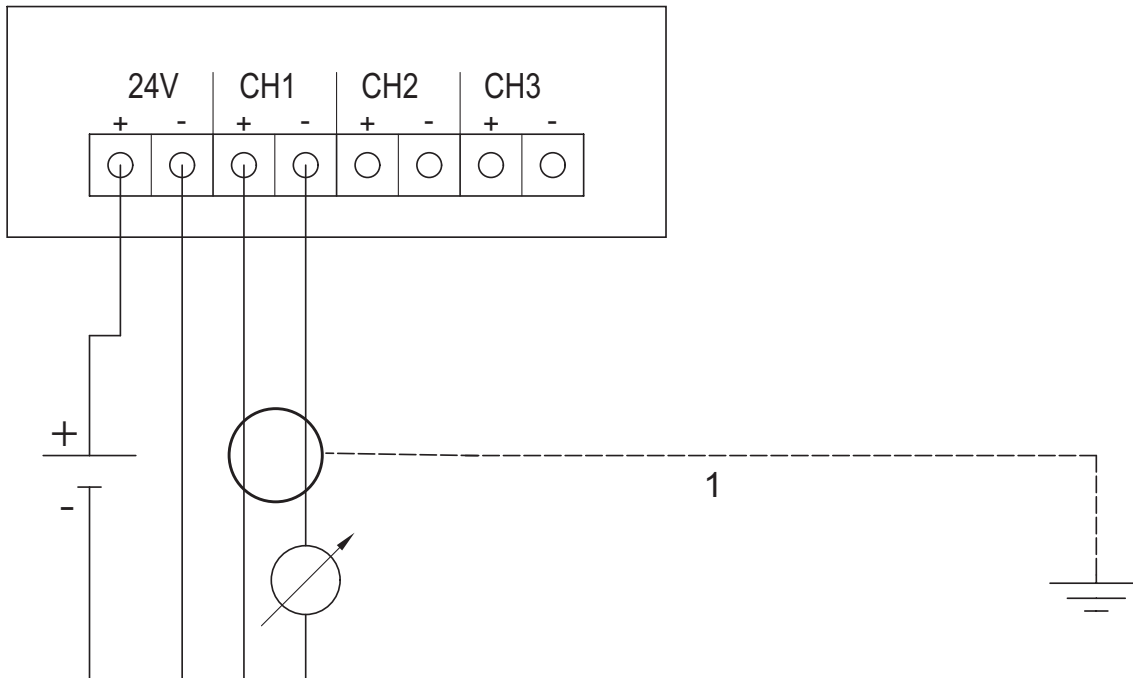 24V CH1 CH2 CH3
+ - + - + - + -
+
1
-